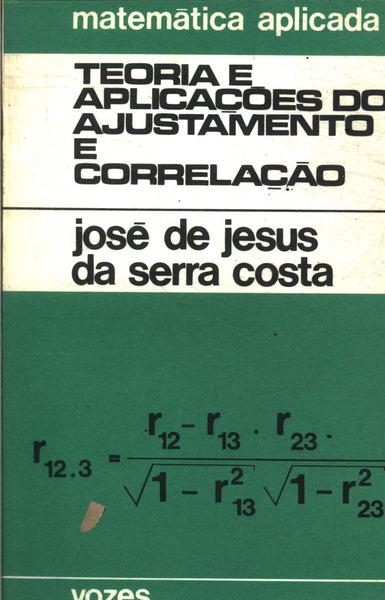 matemática aplicada
TEORIA E
APLICAÇÕES DO
AJUSTAMENTO
E
CORRELAÇÃO
josé de jesus
da serra costa
r12.3 = r12 − r13 . r23 . / √1 − r²13 √1 − r²23
vozes